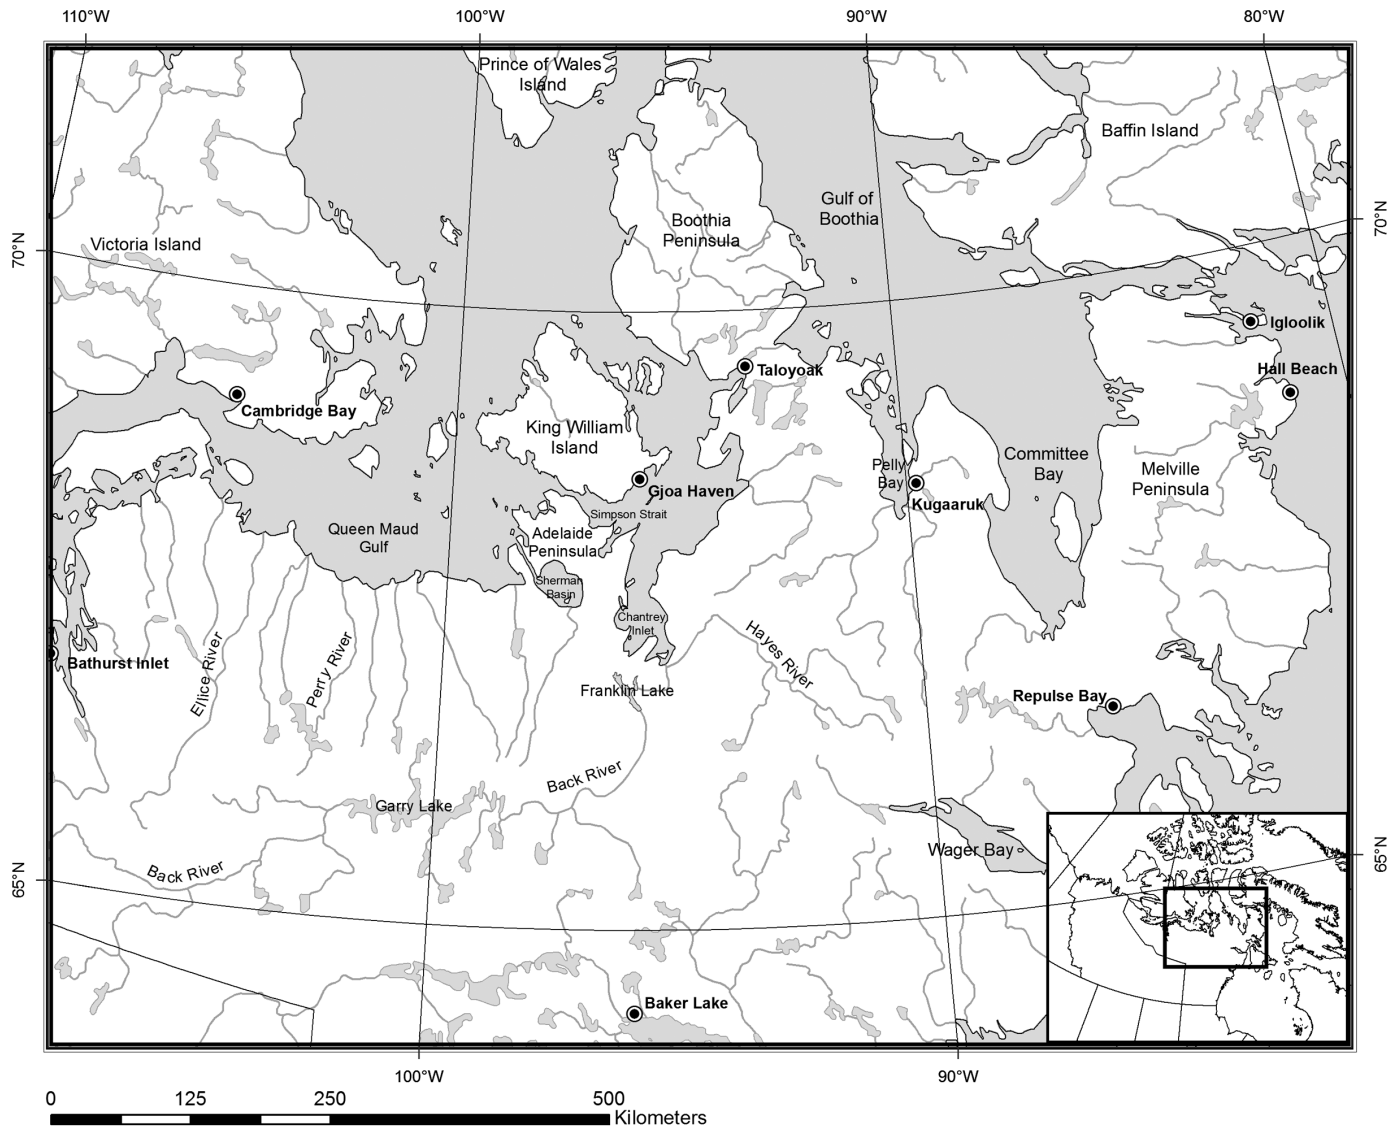 110°W
100°W
90°W
80°W
Prince of Wales
Island
Baffin Island
Gulf of
Boothia
Boothia
Peninsula
70°N
70°N
Victoria Island
Igloolik
Hall Beach
Taloyoak
Cambridge Bay
King William
Island
Committee
Bay
Pelly
Bay
Melville
Peninsula
Gjoa Haven
Kugaaruk
Simpson Strait
Queen Maud
Gulf
Adelaide
Peninsula
Sherman
Basin
Chantrey
Inlet
Hayes River
Bathurst Inlet
Ellice River
Perry River
Franklin Lake
Repulse Bay
Back River
Garry Lake
Wager Bay
Back River
65°N
65°N
Baker Lake
100°W
90°W
0
125
250
500
Kilometers